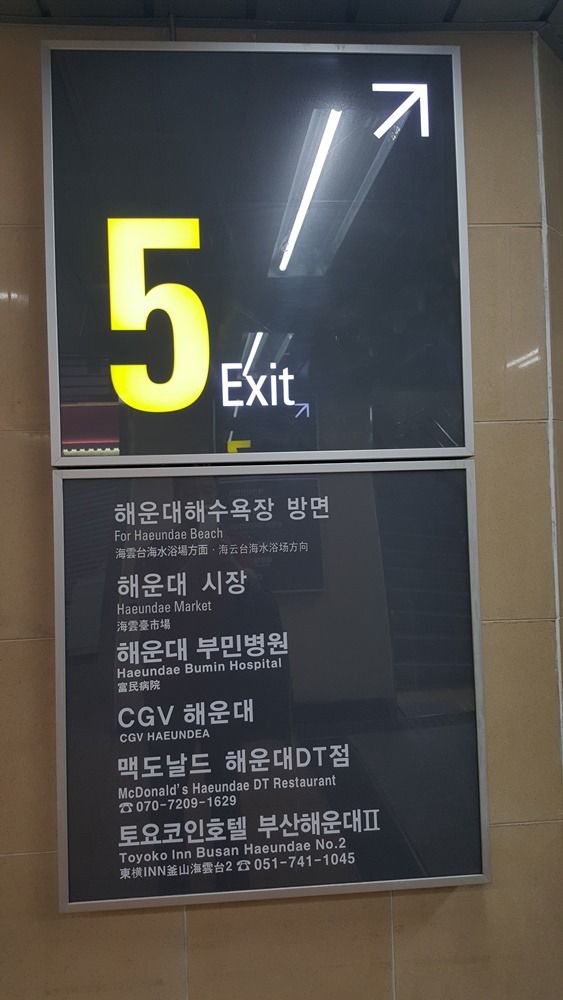 5 Exit
해운대해수욕장 방면
For Haeundae Beach
海雲台海水浴場方面 · 海云台海水浴场方向
해운대 시장
Haeundae Market
海雲臺市場
해운대 부민병원
Haeundae Bumin Hospital
富民病院
CGV 해운대
CGV HAEUNDEA
맥도날드 해운대DT점
McDonald's Haeundae DT Restaurant
☎070-7209-1629
토요코인호텔 부산해운대Ⅱ
Toyoko Inn Busan Haeundae No.2
東横INN釜山海雲台2 ☎051-741-1045